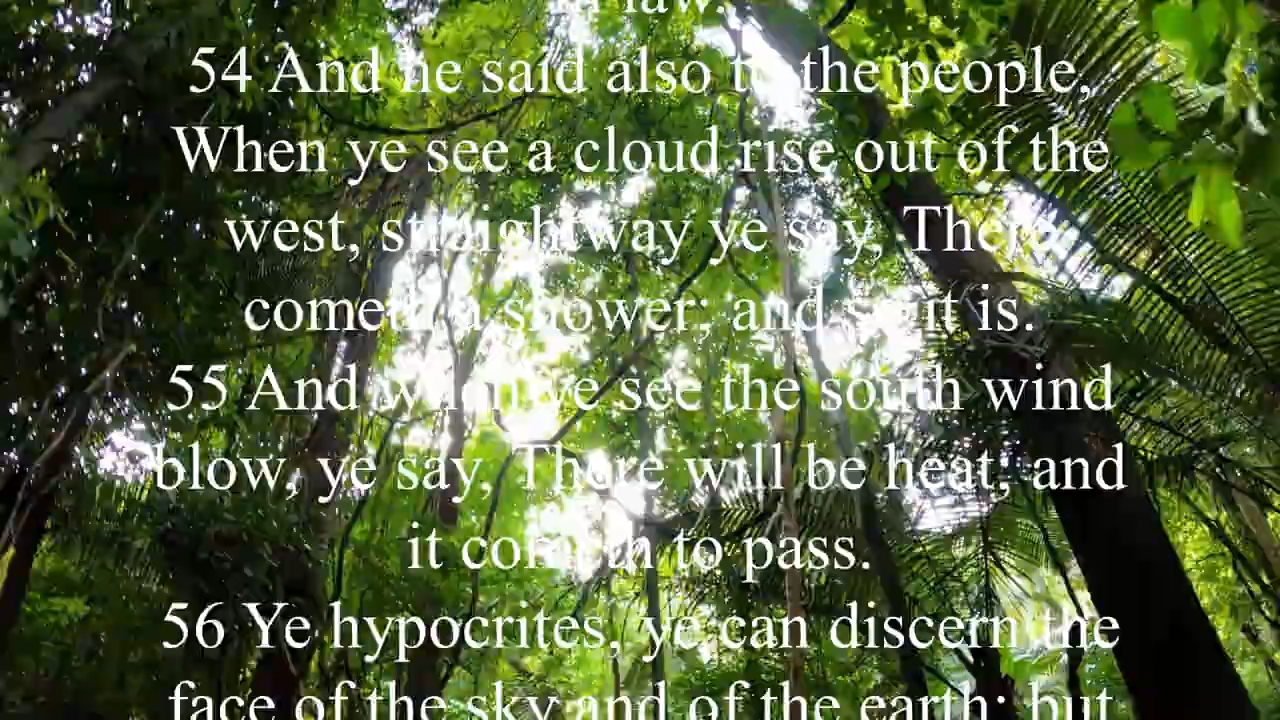 in law.
54 And he said also to the people,
When ye see a cloud rise out of the
west, straightway ye say, There
cometh a shower; and so it is.
55 And when ye see the south wind
blow, ye say, There will be heat; and
it cometh to pass.
56 Ye hypocrites, ye can discern the
face of the sky and of the earth; but